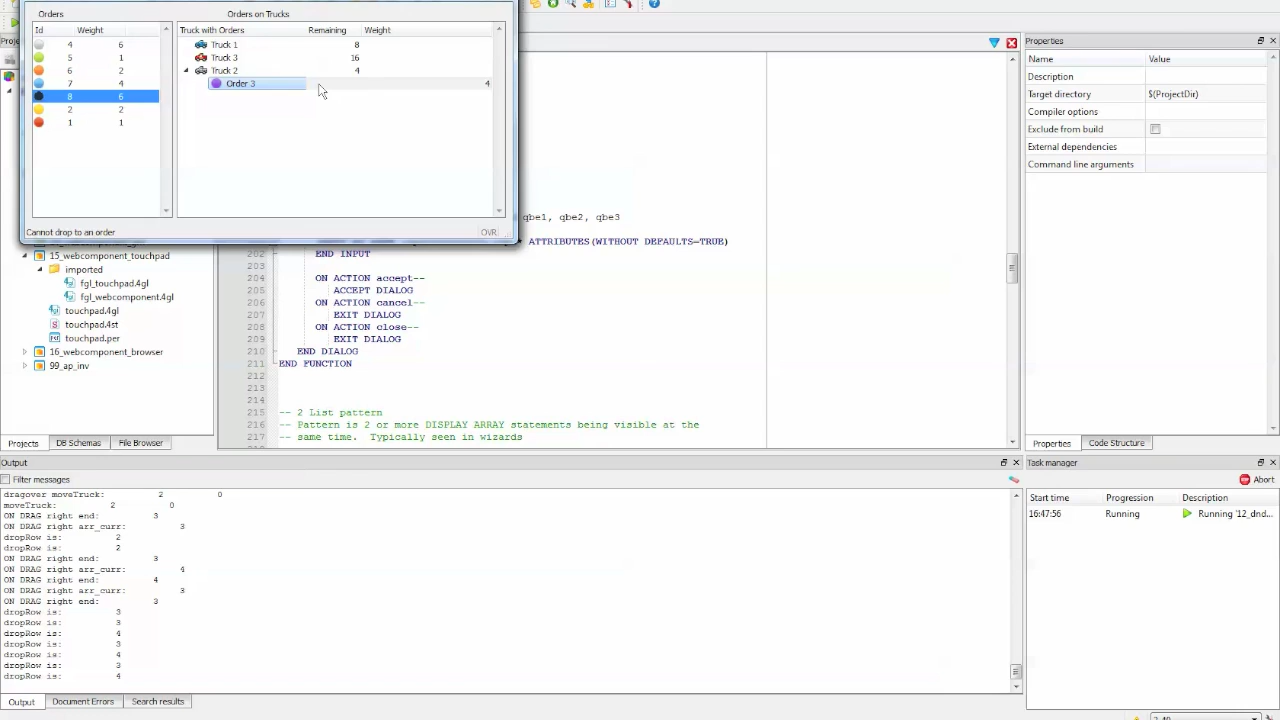 Orders
Orders on Trucks
Id Weight
Truck with Orders Remaining Weight
4 6
5 1
6 2
7 4
8 6
2 2
1 1
Truck 1 8
Truck 3 16
Truck 2 4
Order 3 4
Cannot drop to an order
OVR
15_webcomponent_touchpad
imported
fgl_touchpad.4gl
fgl_webcomponent.4gl
touchpad.4gl
touchpad.4st
touchpad.per
16_webcomponent_browser
99_ap_inv
Projects DB Schemas File Browser
qbe1, qbe2, qbe3
ATTRIBUTES(WITHOUT DEFAULTS=TRUE)
202 END INPUT
203
204 ON ACTION accept--
205 ACCEPT DIALOG
206 ON ACTION cancel--
207 EXIT DIALOG
208 ON ACTION close--
209 EXIT DIALOG
210 END DIALOG
211 END FUNCTION
212
213
214
215 -- 2 List pattern
216 -- Pattern is 2 or more DISPLAY ARRAY statements being visible at the
217 -- same time. Typically seen in wizards
Properties
Name Value
Description
Target directory $(ProjectDir)
Compiler options
Exclude from build
External dependencies
Command line arguments
Properties Code Structure
Output
Filter messages
dragover moveTruck: 2 0
moveTruck: 2 0
ON DRAG right end: 3
ON DRAG right arr_curr: 3
dropRow is: 2
dropRow is: 2
ON DRAG right end: 3
ON DRAG right arr_curr: 4
ON DRAG right end: 4
ON DRAG right arr_curr: 3
ON DRAG right end: 3
dropRow is: 3
dropRow is: 3
dropRow is: 4
dropRow is: 3
dropRow is: 4
dropRow is: 3
dropRow is: 4
Output Document Errors Search results
Task manager
Abort
Start time Progression Description
16:47:56 Running Running '12_dnd...